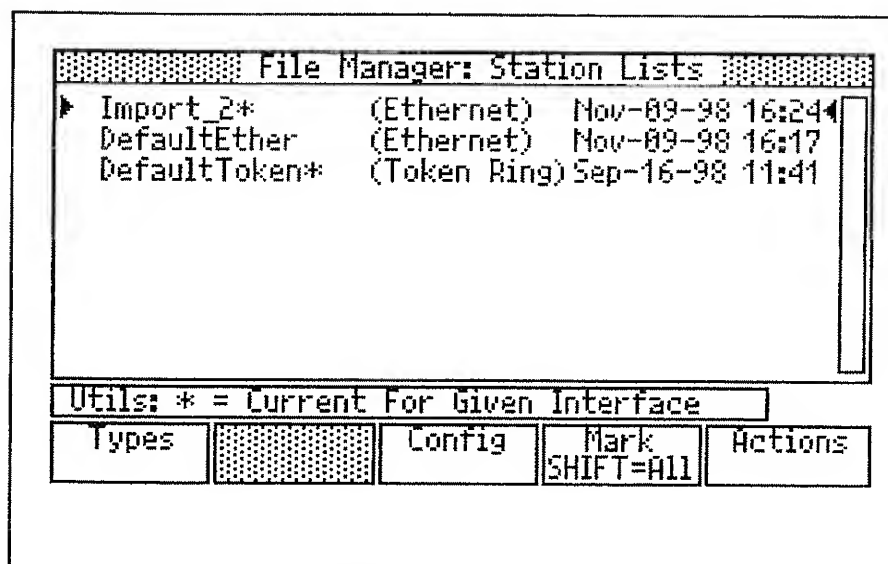 File Manager: Station Lists
Import_2* (Ethernet) Nov-09-98 16:24
DefaultEther (Ethernet) Nov-09-98 16:17
DefaultToken* (Token Ring) Sep-16-98 11:41
Utils: * = Current For Given Interface
Types Config Mark Actions
SHIFT=All